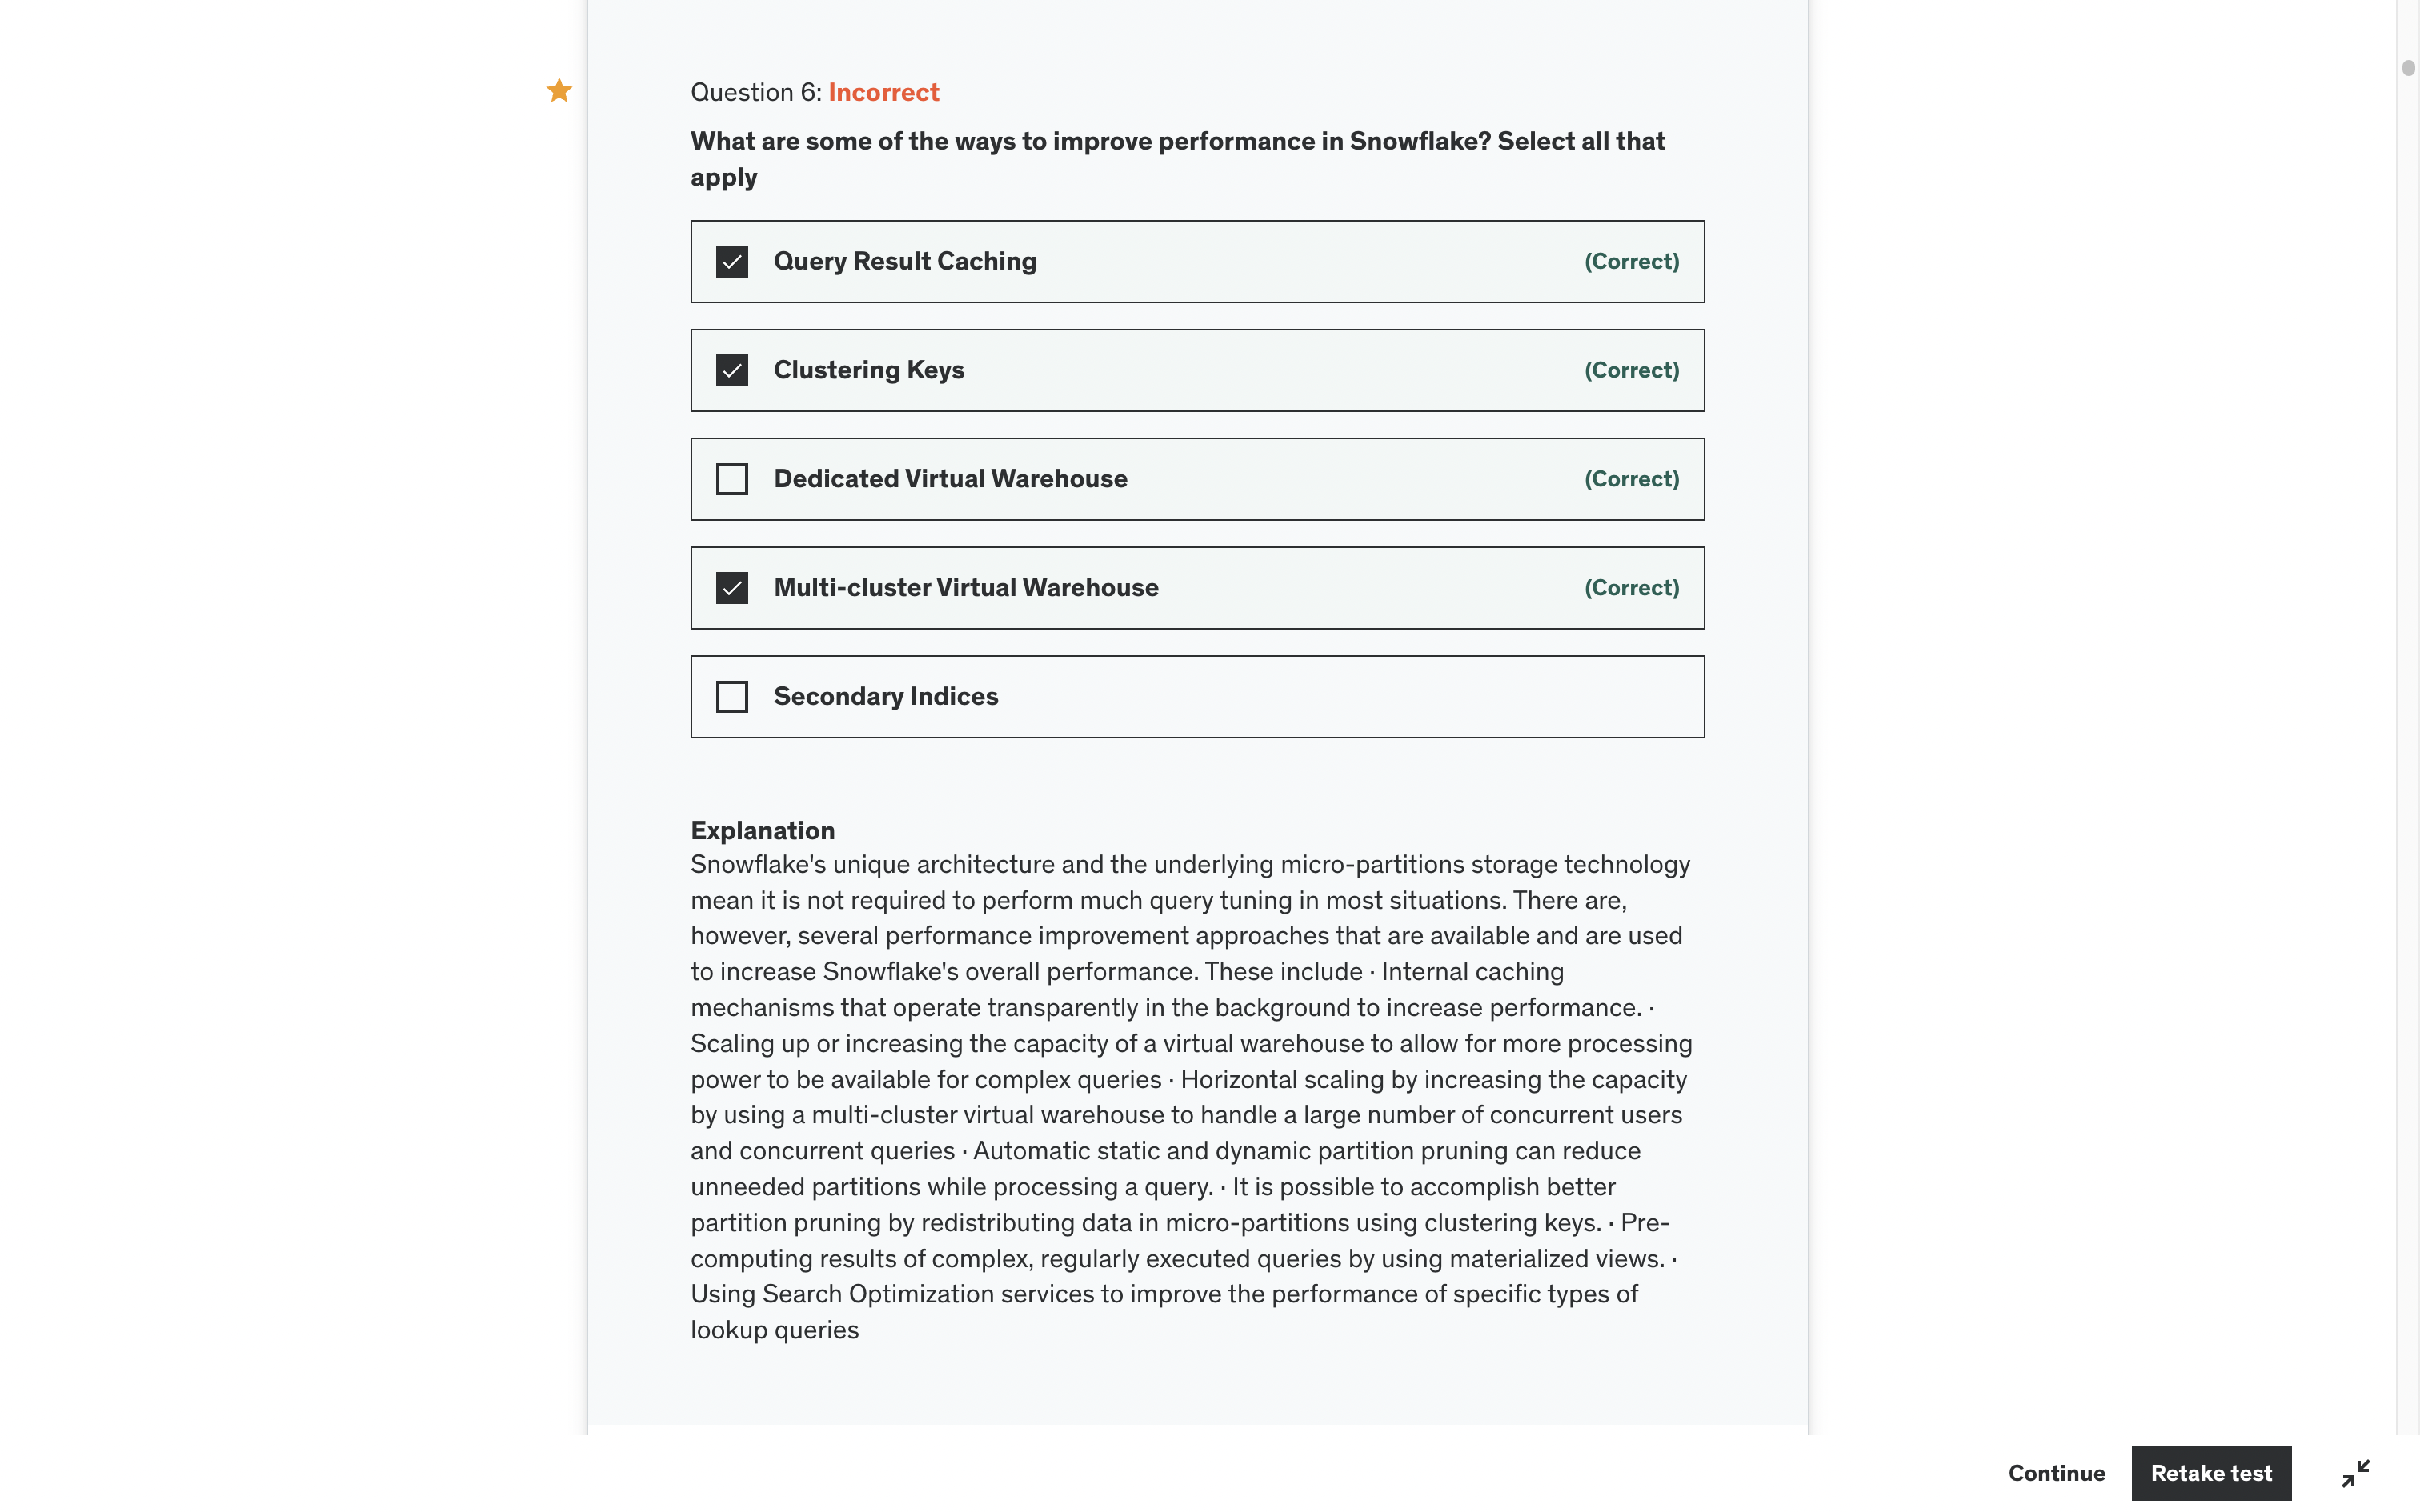 Question 6: Incorrect
What are some of the ways to improve performance in Snowflake? Select all that
apply
Query Result Caching (Correct)
Clustering Keys (Correct)
Dedicated Virtual Warehouse (Correct)
Multi-cluster Virtual Warehouse (Correct)
Secondary Indices
Explanation
Snowflake's unique architecture and the underlying micro-partitions storage technology
mean it is not required to perform much query tuning in most situations. There are,
however, several performance improvement approaches that are available and are used
to increase Snowflake's overall performance. These include · Internal caching
mechanisms that operate transparently in the background to increase performance. ·
Scaling up or increasing the capacity of a virtual warehouse to allow for more processing
power to be available for complex queries · Horizontal scaling by increasing the capacity
by using a multi-cluster virtual warehouse to handle a large number of concurrent users
and concurrent queries · Automatic static and dynamic partition pruning can reduce
unneeded partitions while processing a query. · It is possible to accomplish better
partition pruning by redistributing data in micro-partitions using clustering keys. · Pre-
computing results of complex, regularly executed queries by using materialized views. ·
Using Search Optimization services to improve the performance of specific types of
lookup queries
Continue Retake test